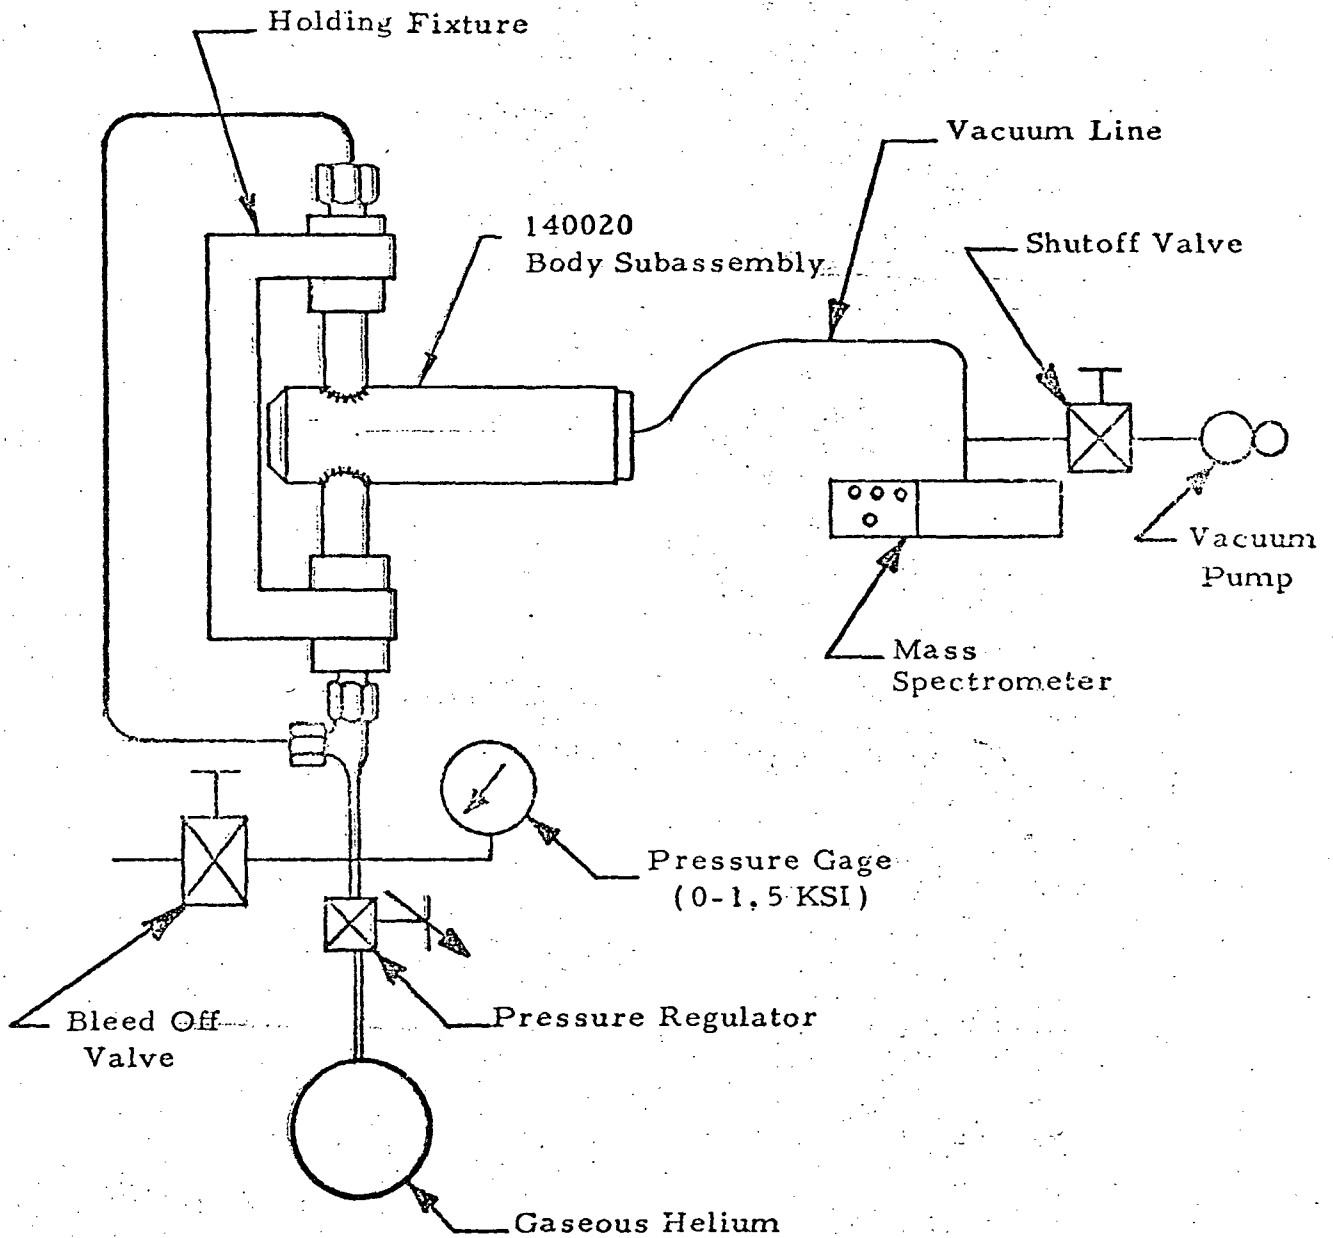 Holding Fixture
Vacuum Line
140020
Body Subassembly
Shutoff Valve
Vacuum
Pump
Mass
Spectrometer
Pressure Gage
(0-1.5 KSI)
Bleed Off
Valve
Pressure Regulator
Gaseous Helium